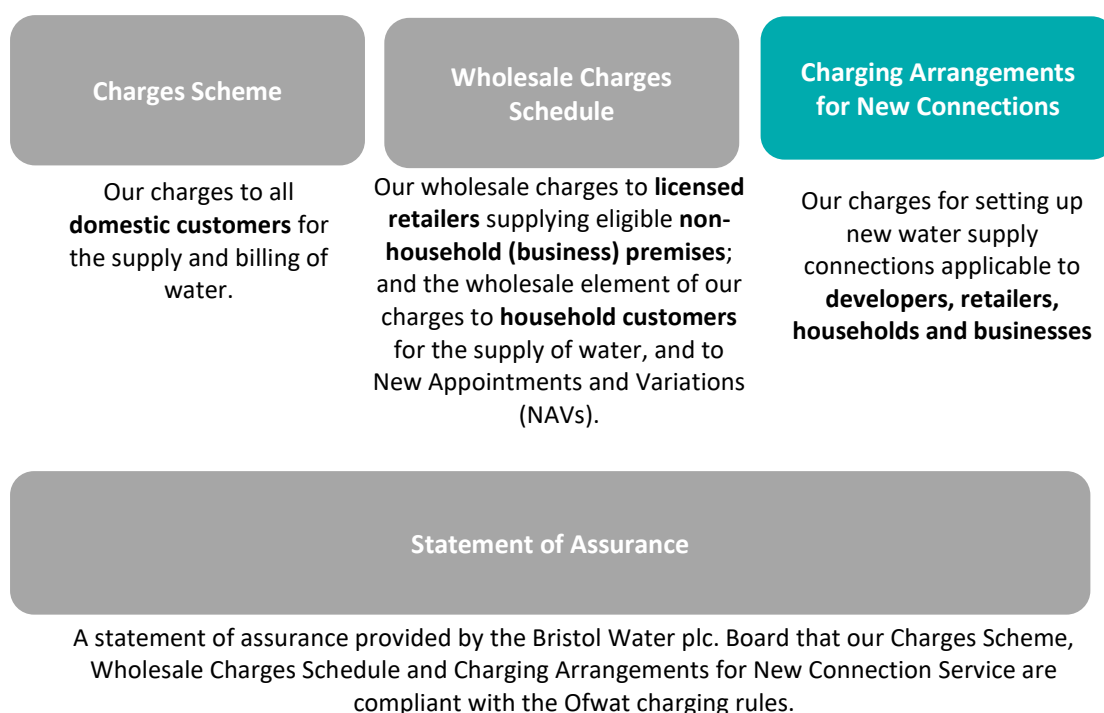 Charges Scheme
Our charges to all
domestic customers for
the supply and billing of
water.
Wholesale Charges
Schedule
Our wholesale charges to licensed
retailers supplying eligible non-
household (business) premises;
and the wholesale element of our
charges to household customers
for the supply of water, and to
New Appointments and Variations
(NAVs).
Charging Arrangements
for New Connections
Our charges for setting up
new water supply
connections applicable to
developers, retailers,
households and businesses
Statement of Assurance
A statement of assurance provided by the Bristol Water plc. Board that our Charges Scheme,
Wholesale Charges Schedule and Charging Arrangements for New Connection Service are
compliant with the Ofwat charging rules.